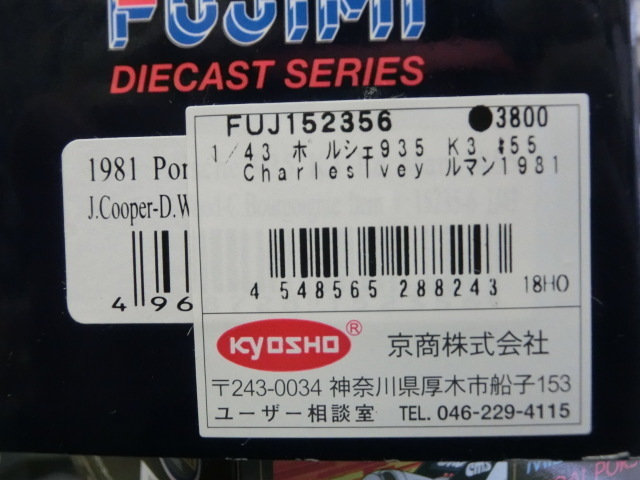 FUJIMI
DIECAST SERIES
FUJ152356 ●3800
1/43 ポルシェ935 K3 #55
CharlesIvey ルマン1981
1981 Por
J.Cooper-D.W
4 96
4 548565 288243 18HO
KYOSHO® 京商株式会社
〒243-0034 神奈川県厚木市船子153
ユーザー相談室 TEL. 046-229-4115